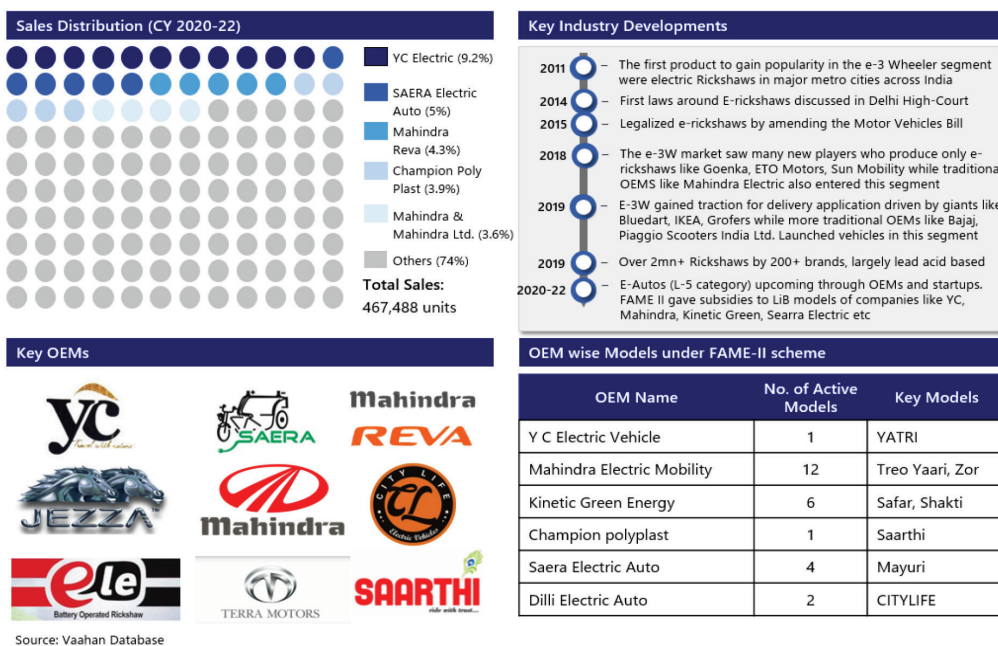 Sales Distribution (CY 2020-22)
YC Electric (9.2%)
SAERA Electric
Auto (5%)
Mahindra
Reva (4.3%)
Champion Poly
Plast (3.9%)
Mahindra &
Mahindra Ltd. (3.6%)
Others (74%)
Total Sales:
467,488 units
Key Industry Developments
2011 – The first product to gain popularity in the e-3 Wheeler segment
were electric Rickshaws in major metro cities across India
2014 – First laws around E-rickshaws discussed in Delhi High-Court
2015 – Legalized e-rickshaws by amending the Motor Vehicles Bill
2018 – The e-3W market saw many new players who produce only e-
rickshaws like Goenka, ETO Motors, Sun Mobility while traditiona
OEMS like Mahindra Electric also entered this segment
2019 – E-3W gained traction for delivery application driven by giants like
Bluedart, IKEA, Grofers while more traditional OEMs like Bajaj,
Piaggio Scooters India Ltd. Launched vehicles in this segment
2019 – Over 2mn+ Rickshaws by 200+ brands, largely lead acid based
2020-22 – E-Autos (L-5 category) upcoming through OEMs and startups.
FAME II gave subsidies to LiB models of companies like YC,
Mahindra, Kinetic Green, Searra Electric etc
Key OEMs
yc
SAERA
Mahindra
REVA
JEZZA
Mahindra
CITY LIFE
CL
Electric Vehicles
ele
Battery Operated Rickshaw
TERRA MOTORS
SAARTHI
ride with trust...
Source: Vaahan Database
OEM wise Models under FAME-II scheme
OEM Name No. of Active Models Key Models
Y C Electric Vehicle 1 YATRI
Mahindra Electric Mobility 12 Treo Yaari, Zor
Kinetic Green Energy 6 Safar, Shakti
Champion polyplast 1 Saarthi
Saera Electric Auto 4 Mayuri
Dilli Electric Auto 2 CITYLIFE